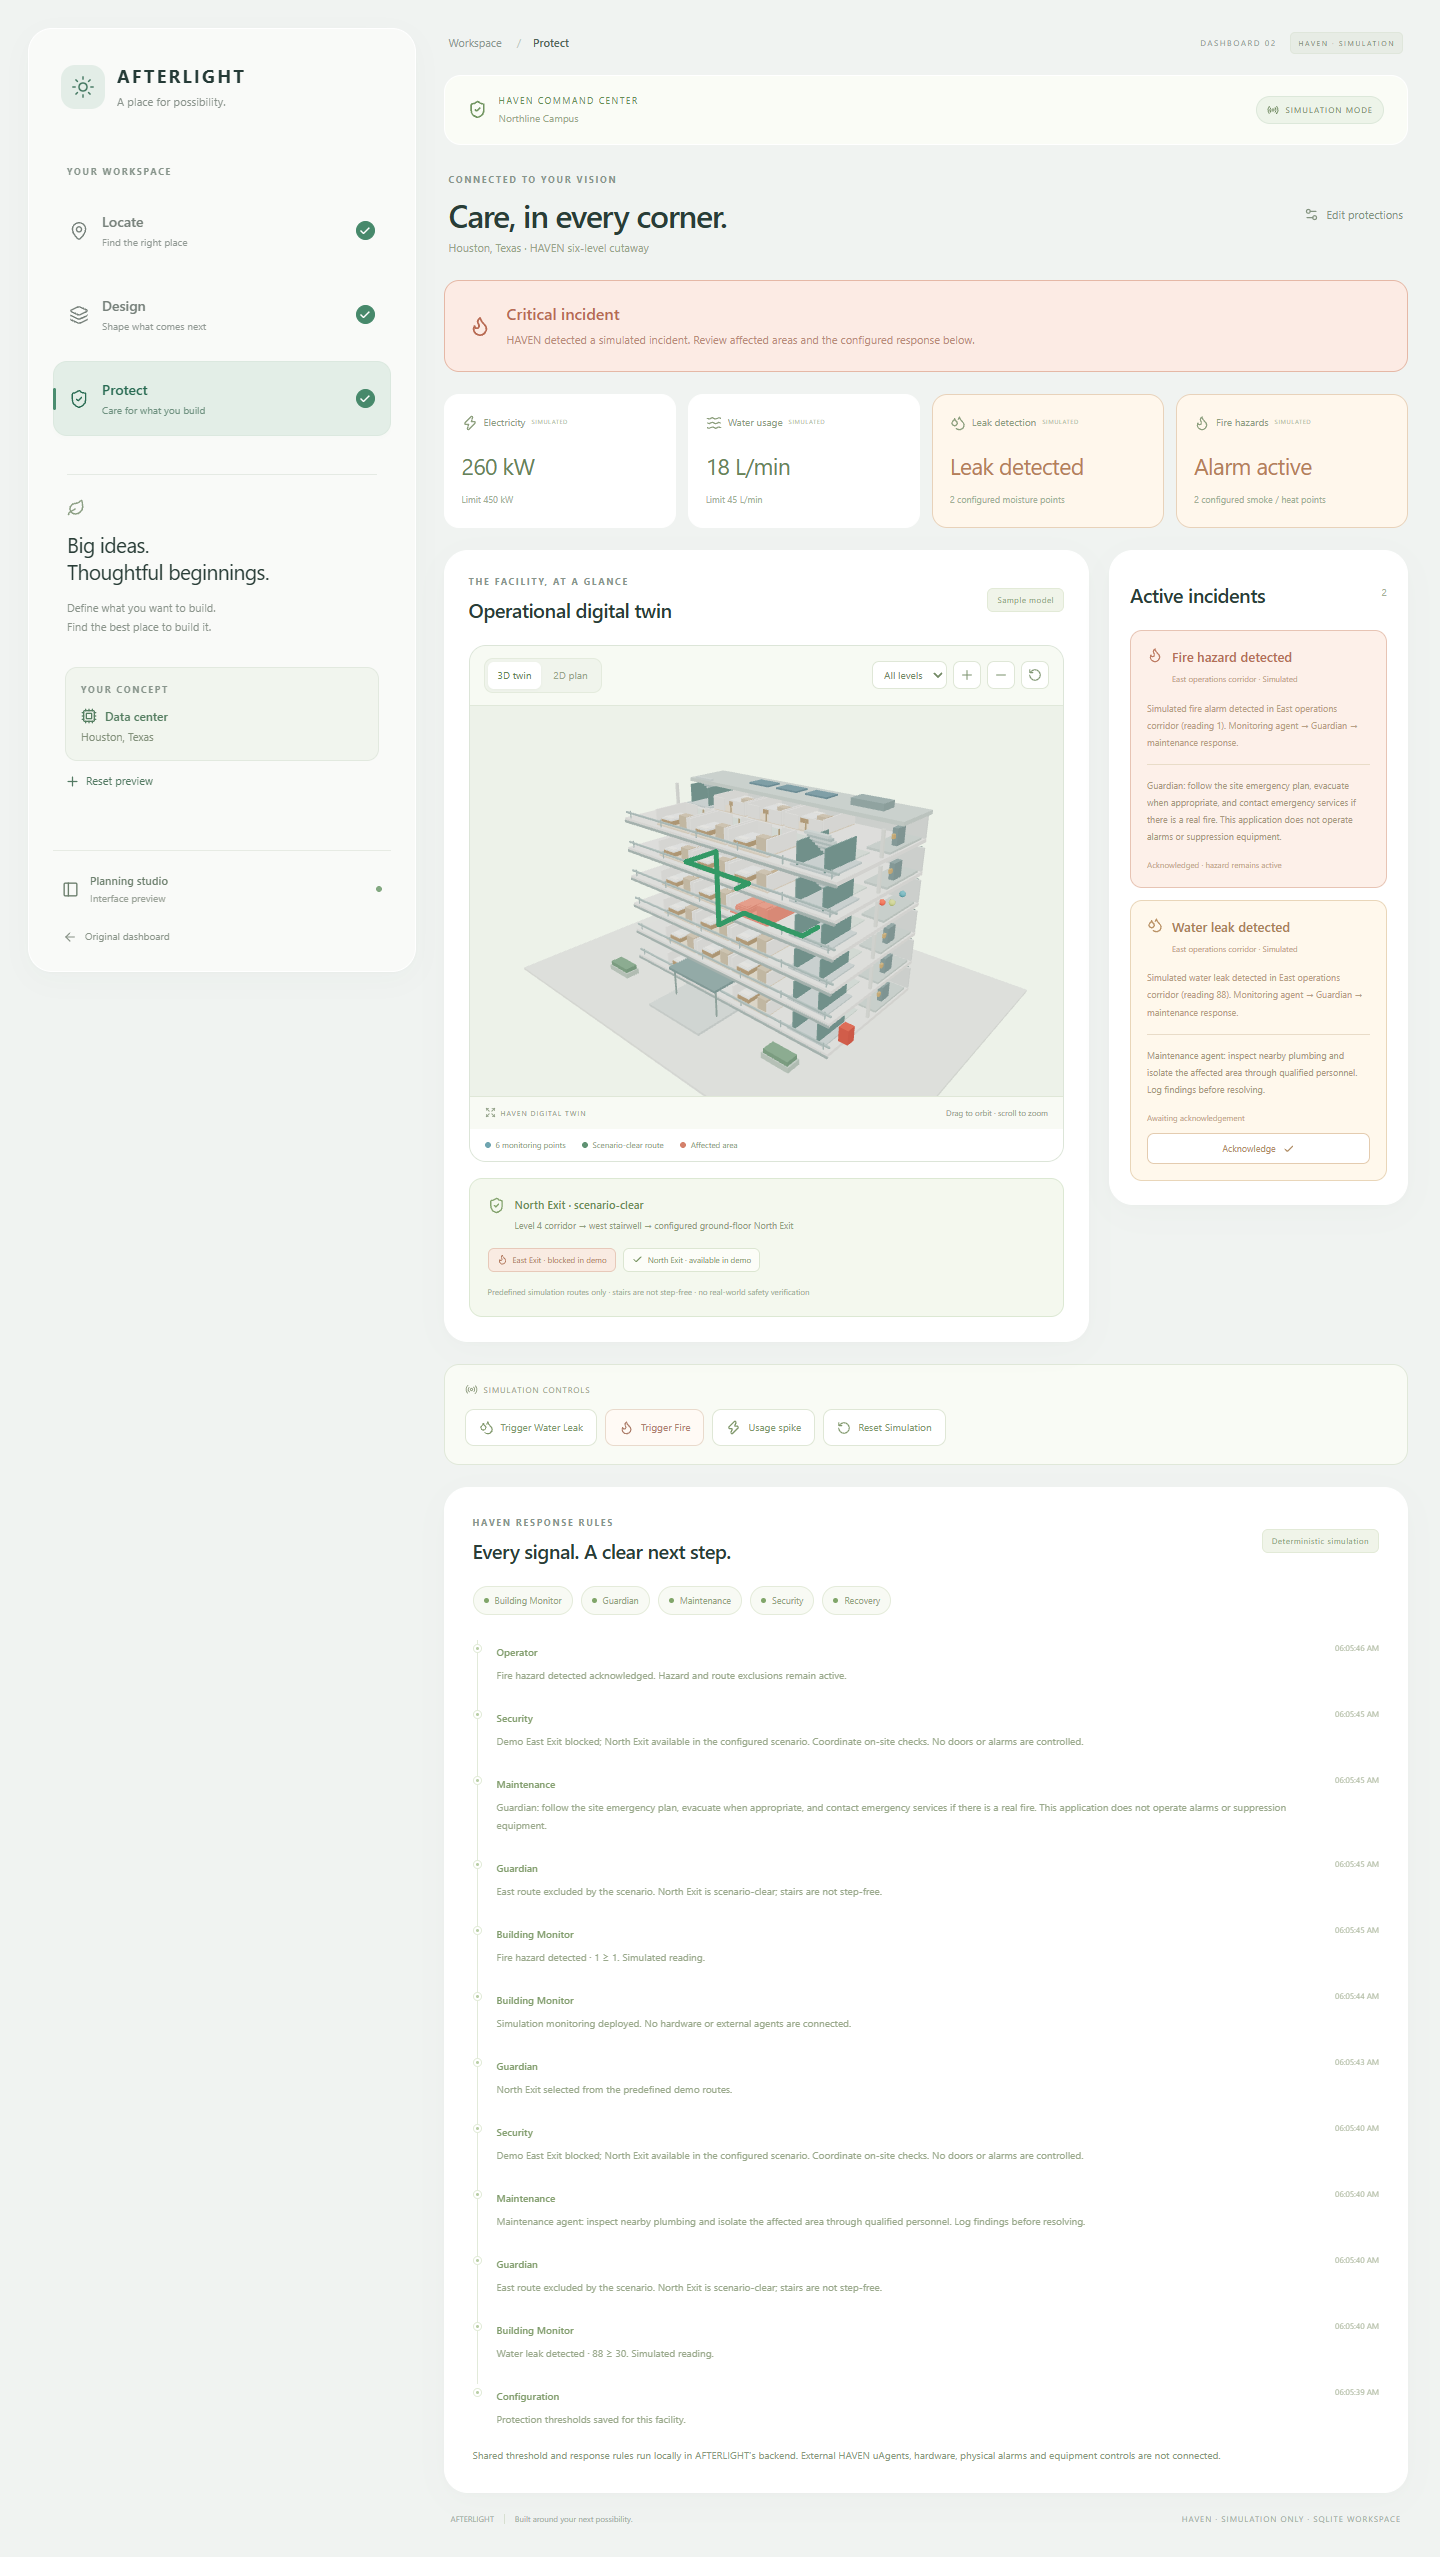 AFTERLIGHT
A place for possibility.
YOUR WORKSPACE
Locate
Find the right place
Design
Shape what comes next
Protect
Care for what you build
Big ideas.
Thoughtful beginnings.
Define what you want to build.
Find the best place to build it.
YOUR CONCEPT
Data center
Houston, Texas
Reset preview
Planning studio
Interface preview
Original dashboard
Workspace / Protect
DASHBOARD 02
HAVEN · SIMULATION
HAVEN COMMAND CENTER
Northline Campus
SIMULATION MODE
CONNECTED TO YOUR VISION
Care, in every corner.
Houston, Texas · HAVEN six-level cutaway
Edit protections
Critical incident
HAVEN detected a simulated incident. Review affected areas and the configured response below.
Electricity SIMULATED
260 kW
Limit 450 kW
Water usage SIMULATED
18 L/min
Limit 45 L/min
Leak detection SIMULATED
Leak detected
2 configured moisture points
Fire hazards SIMULATED
Alarm active
2 configured smoke / heat points
THE FACILITY, AT A GLANCE
Operational digital twin
Sample model
3D twin
2D plan
All levels
HAVEN DIGITAL TWIN
Drag to orbit · scroll to zoom
6 monitoring points
Scenario-clear route
Affected area
North Exit · scenario-clear
Level 4 corridor → west stairwell → configured ground-floor North Exit
East Exit · blocked in demo
North Exit · available in demo
Predefined simulation routes only · stairs are not step-free · no real-world safety verification
Active incidents
2
Fire hazard detected
East operations corridor · Simulated
Simulated fire alarm detected in East operations
corridor (reading 1). Monitoring agent → Guardian →
maintenance response.
Guardian: follow the site emergency plan, evacuate
when appropriate, and contact emergency services if
there is a real fire. This application does not operate
alarms or suppression equipment.
Acknowledged · hazard remains active
Water leak detected
East operations corridor · Simulated
Simulated water leak detected in East operations
corridor (reading 88). Monitoring agent → Guardian →
maintenance response.
Maintenance agent: inspect nearby plumbing and
isolate the affected area through qualified personnel.
Log findings before resolving.
Awaiting acknowledgement
Acknowledge
SIMULATION CONTROLS
Trigger Water Leak
Trigger Fire
Usage spike
Reset Simulation
HAVEN RESPONSE RULES
Every signal. A clear next step.
Deterministic simulation
Building Monitor
Guardian
Maintenance
Security
Recovery
Operator
06:05:46 AM
Fire hazard detected acknowledged. Hazard and route exclusions remain active.
Security
06:05:45 AM
Demo East Exit blocked; North Exit available in the configured scenario. Coordinate on-site checks. No doors or alarms are controlled.
Maintenance
06:05:45 AM
Guardian: follow the site emergency plan, evacuate when appropriate, and contact emergency services if there is a real fire. This application does not operate alarms or suppression
equipment.
Guardian
06:05:45 AM
East route excluded by the scenario. North Exit is scenario-clear; stairs are not step-free.
Building Monitor
06:05:45 AM
Fire hazard detected · 1 ≥ 1. Simulated reading.
Building Monitor
06:05:44 AM
Simulation monitoring deployed. No hardware or external agents are connected.
Guardian
06:05:43 AM
North Exit selected from the predefined demo routes.
Security
06:05:40 AM
Demo East Exit blocked; North Exit available in the configured scenario. Coordinate on-site checks. No doors or alarms are controlled.
Maintenance
06:05:40 AM
Maintenance agent: inspect nearby plumbing and isolate the affected area through qualified personnel. Log findings before resolving.
Guardian
06:05:40 AM
East route excluded by the scenario. North Exit is scenario-clear; stairs are not step-free.
Building Monitor
06:05:40 AM
Water leak detected · 88 ≥ 30. Simulated reading.
Configuration
06:05:39 AM
Protection thresholds saved for this facility.
Shared threshold and response rules run locally in AFTERLIGHT's backend. External HAVEN uAgents, hardware, physical alarms and equipment controls are not connected.
AFTERLIGHT | Built around your next possibility.
HAVEN · SIMULATION ONLY · SQLITE WORKSPACE